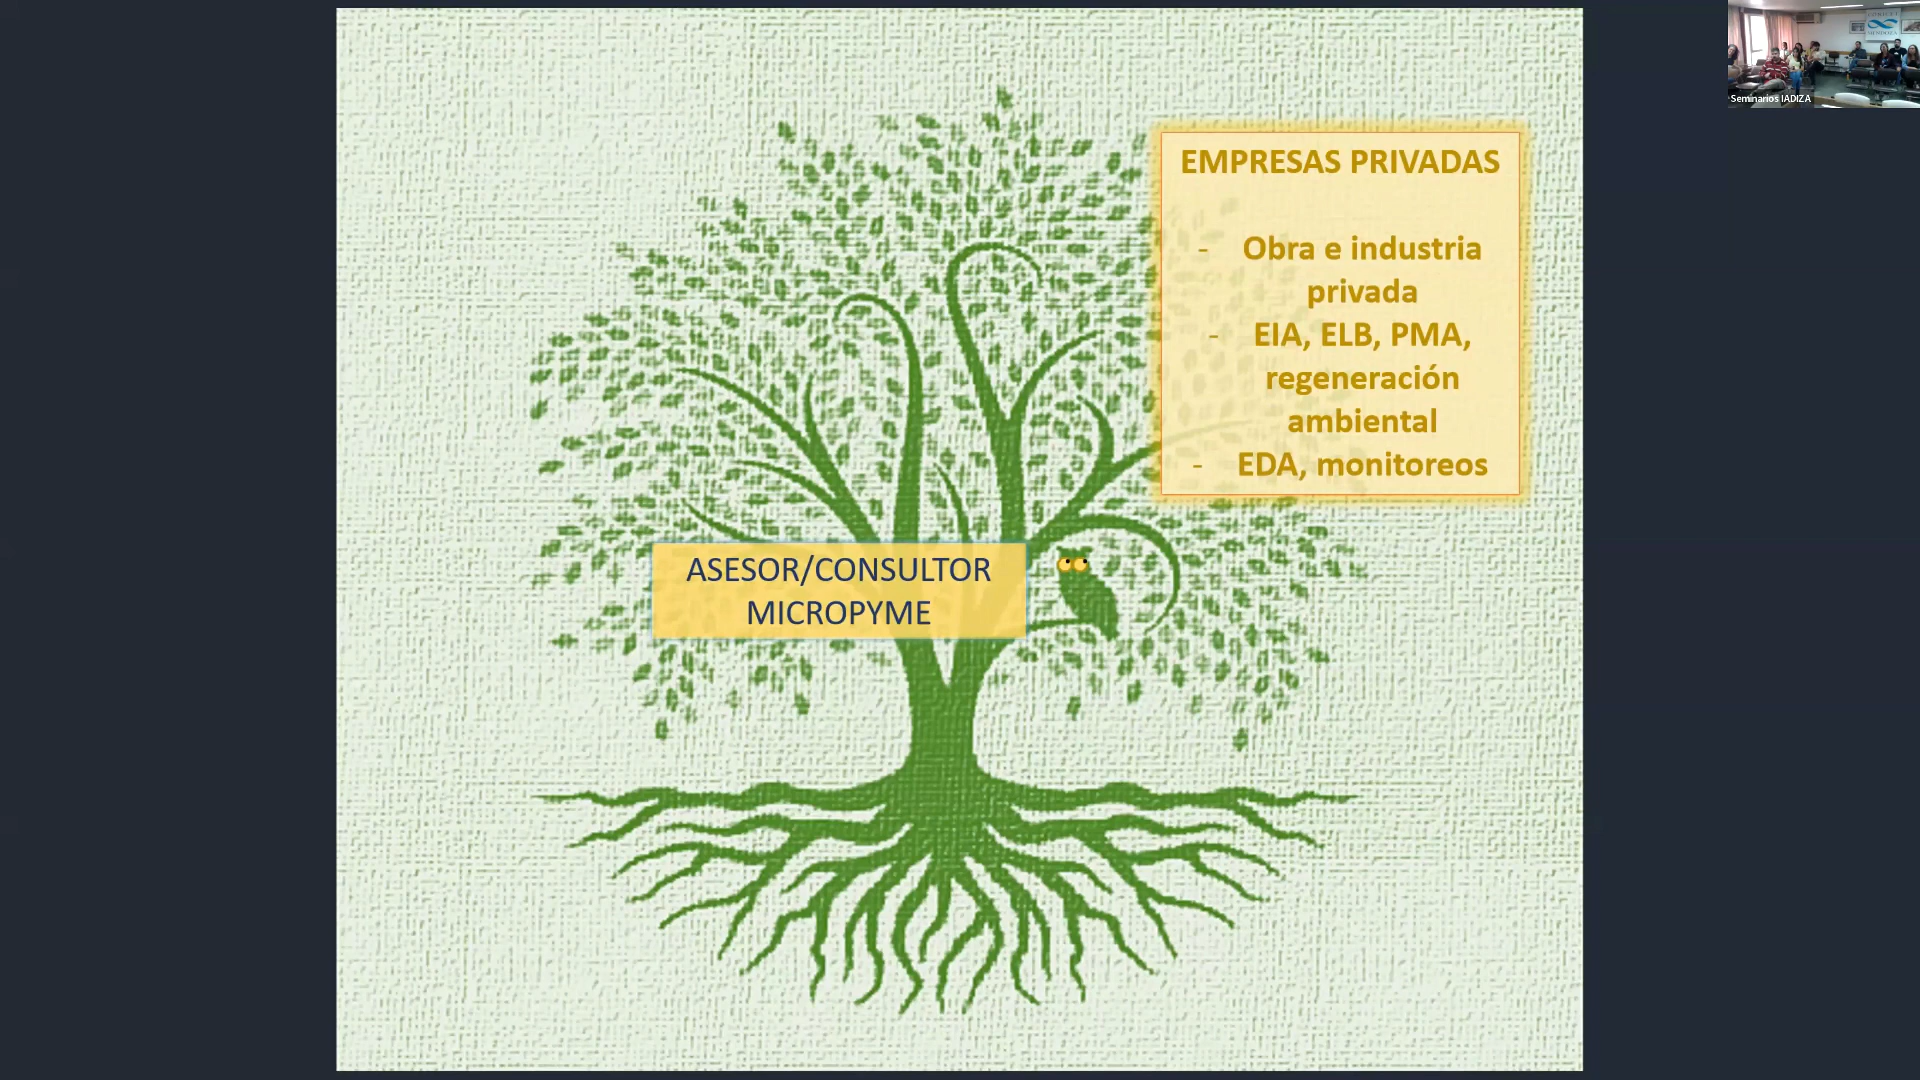 EMPRESAS PRIVADAS
- Obra e industria
privada
- EIA, ELB, PMA,
regeneración
ambiental
- EDA, monitoreos
ASESOR/CONSULTOR
MICROPYME
Seminarios IADIZA